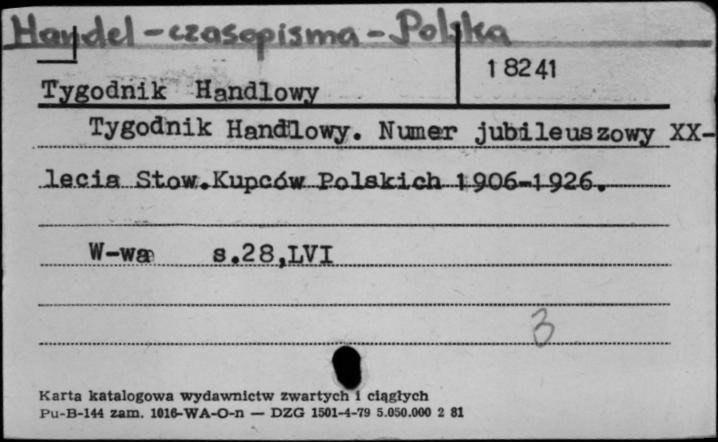 Handel - czasopisma - Polska
18241
Tygodnik Handlowy
Tygodnik Handlowy. Numer jubileuszowy XX-
lecia Stow.Kupców Polskich 1906-1926.
W-wa s.28,LVI
3
Karta katalogowa wydawnictw zwartych i ciągłych
Pu-B-144 zam. 1016-WA-O-n — DZG 1501-4-79 5.050.000 2 81